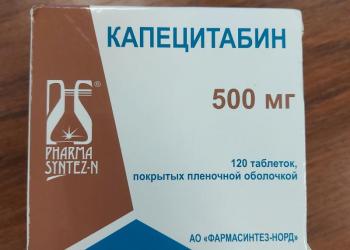 КАПЕЦИТАБИН
500 мг
®
PHARMA
SYNTEZ-N
120 таблеток,
покрытых пленочной оболочкой
АО «ФАРМАСИНТЕЗ-НОРД»